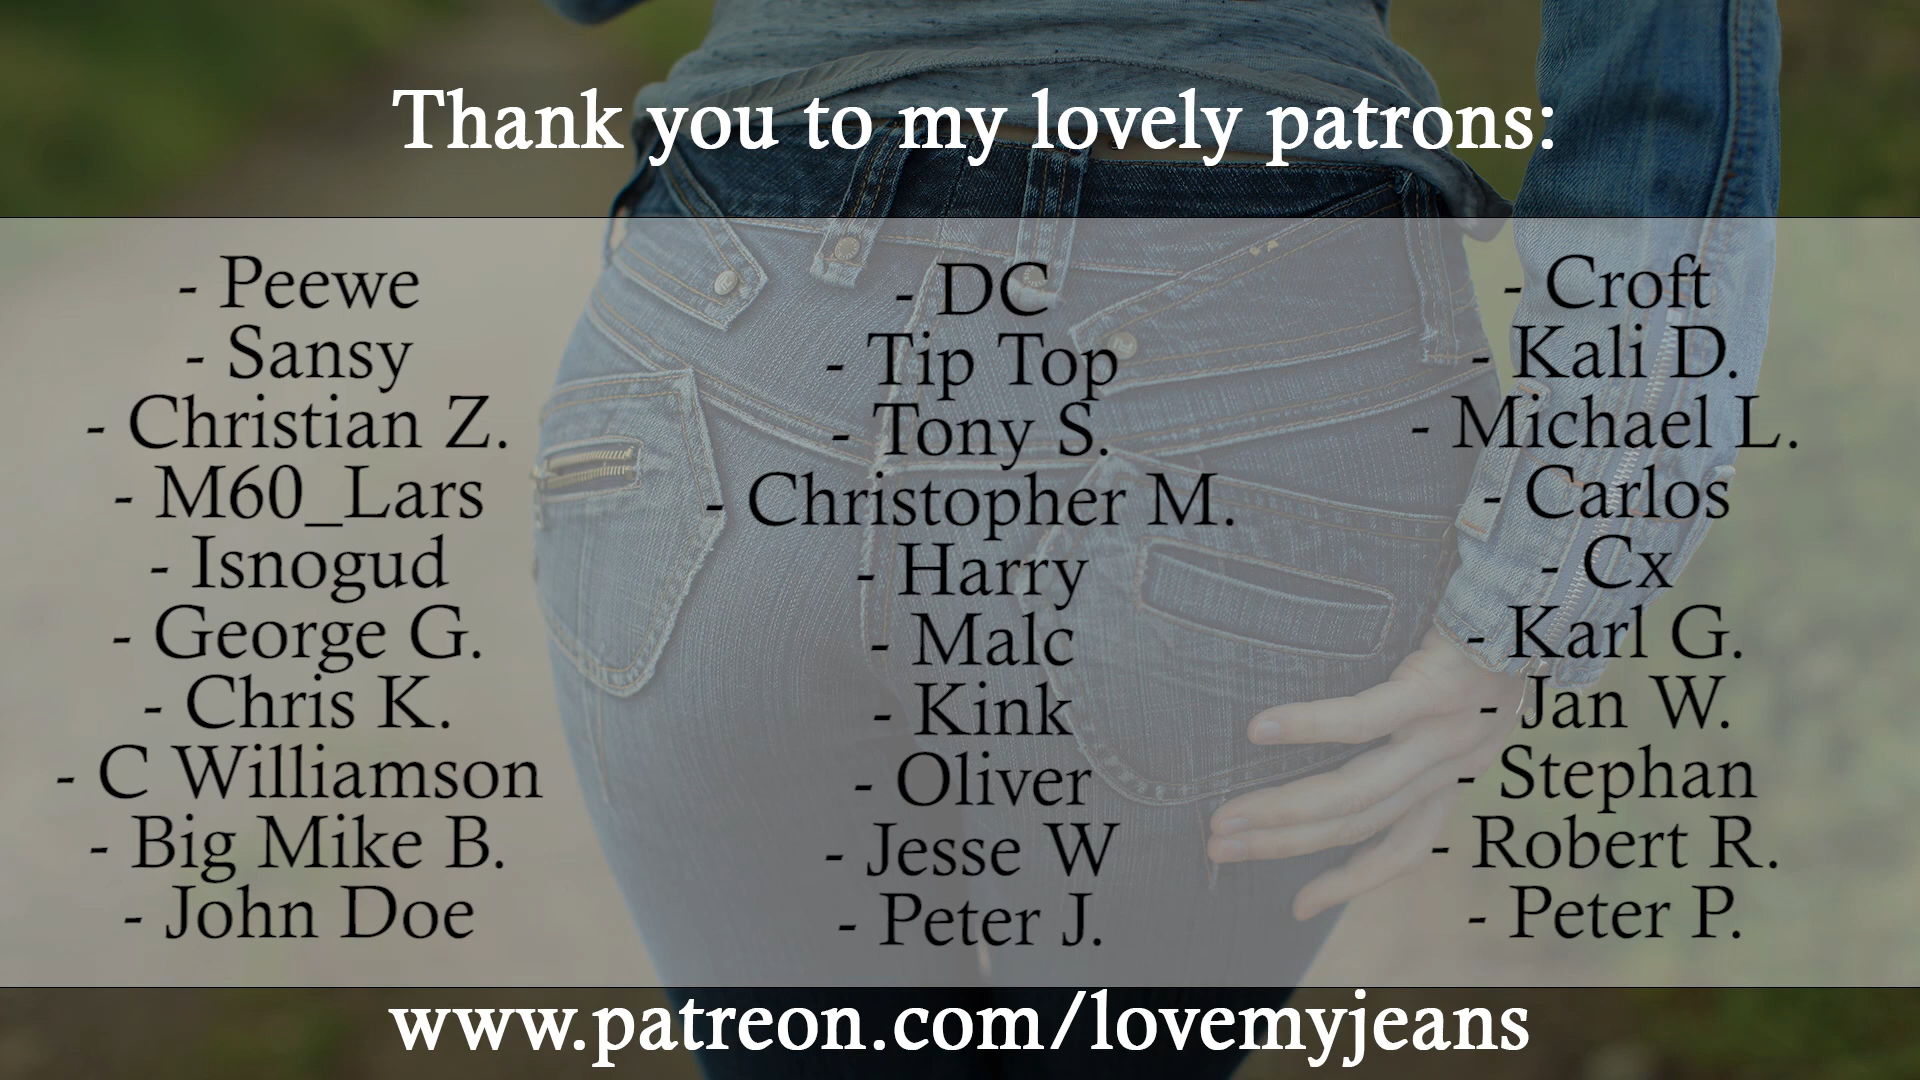 Thank you to my lovely patrons:
- Peewe
- Sansy
- Christian Z.
- M60_Lars
- Isnogud
- George G.
- Chris K.
- C Williamson
- Big Mike B.
- John Doe
- DC
- Tip Top
- Tony S.
- Christopher M.
- Harry
- Malc
- Kink
- Oliver
- Jesse W
- Peter J.
- Croft
- Kali D.
- Michael L.
- Carlos
- Cx
- Karl G.
- Jan W.
- Stephan
- Robert R.
- Peter P.
www.patreon.com/lovemyjeans